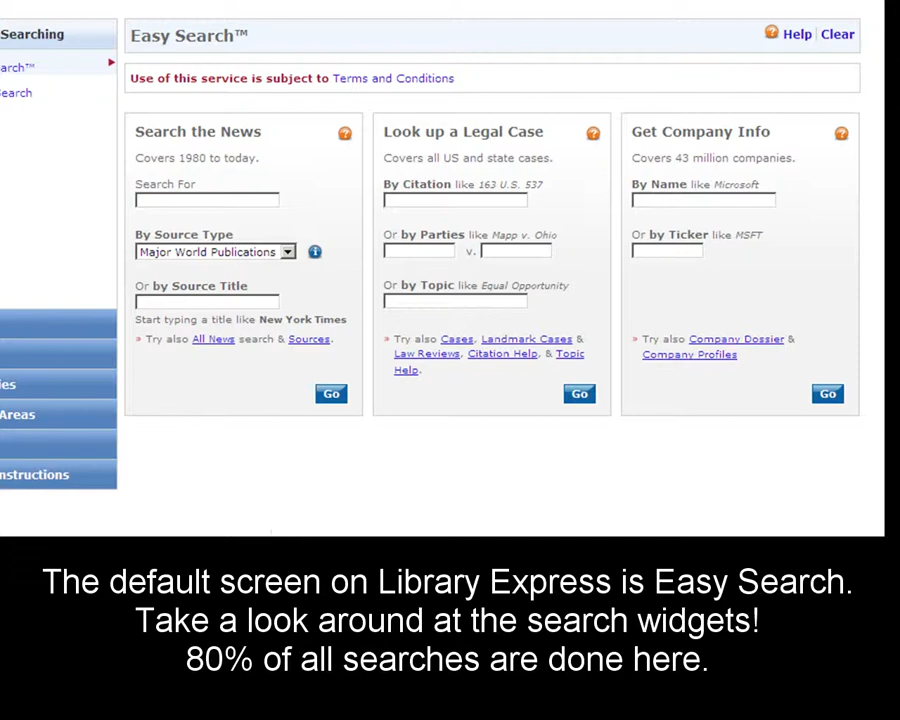 Searching
arch™
earch
ies
Areas
nstructions
Easy Search™
Help | Clear
Use of this service is subject to Terms and Conditions
Search the News
Covers 1980 to today.
Search For
By Source Type
Major World Publications
Or by Source Title
Start typing a title like New York Times
» Try also All News search & Sources.
Go
Look up a Legal Case
Covers all US and state cases.
By Citation like 163 U.S. 537
Or by Parties like Mapp v. Ohio
v.
Or by Topic like Equal Opportunity
» Try also Cases, Landmark Cases &
Law Reviews, Citation Help, & Topic
Help.
Go
Get Company Info
Covers 43 million companies.
By Name like Microsoft
Or by Ticker like MSFT
» Try also Company Dossier &
Company Profiles
Go
The default screen on Library Express is Easy Search.
Take a look around at the search widgets!
80% of all searches are done here.